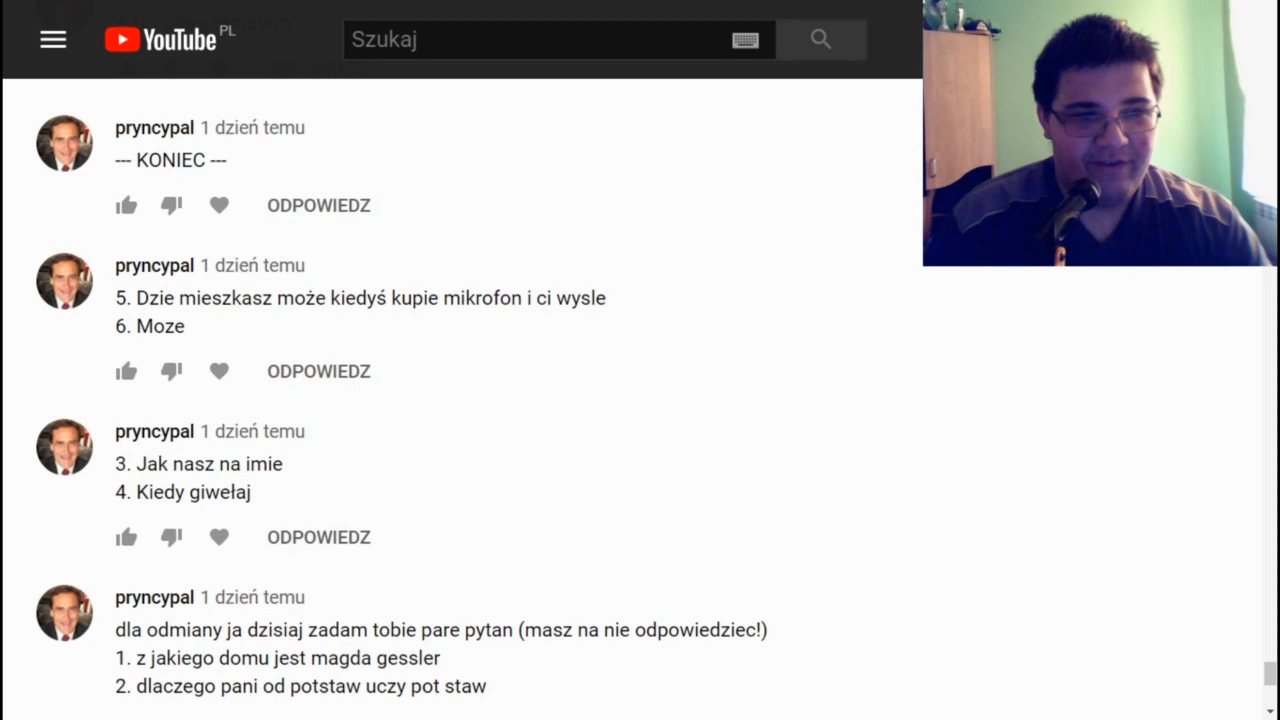 YouTube PL
Szukaj
pryncypal 1 dzień temu
--- KONIEC ---
ODPOWIEDZ
pryncypal 1 dzień temu
5. Dzie mieszkasz może kiedyś kupie mikrofon i ci wysle
6. Moze
ODPOWIEDZ
pryncypal 1 dzień temu
3. Jak nasz na imie
4. Kiedy giwełaj
ODPOWIEDZ
pryncypal 1 dzień temu
dla odmiany ja dzisiaj zadam tobie pare pytan (masz na nie odpowiedziec!)
1. z jakiego domu jest magda gessler
2. dlaczego pani od potstaw uczy pot staw